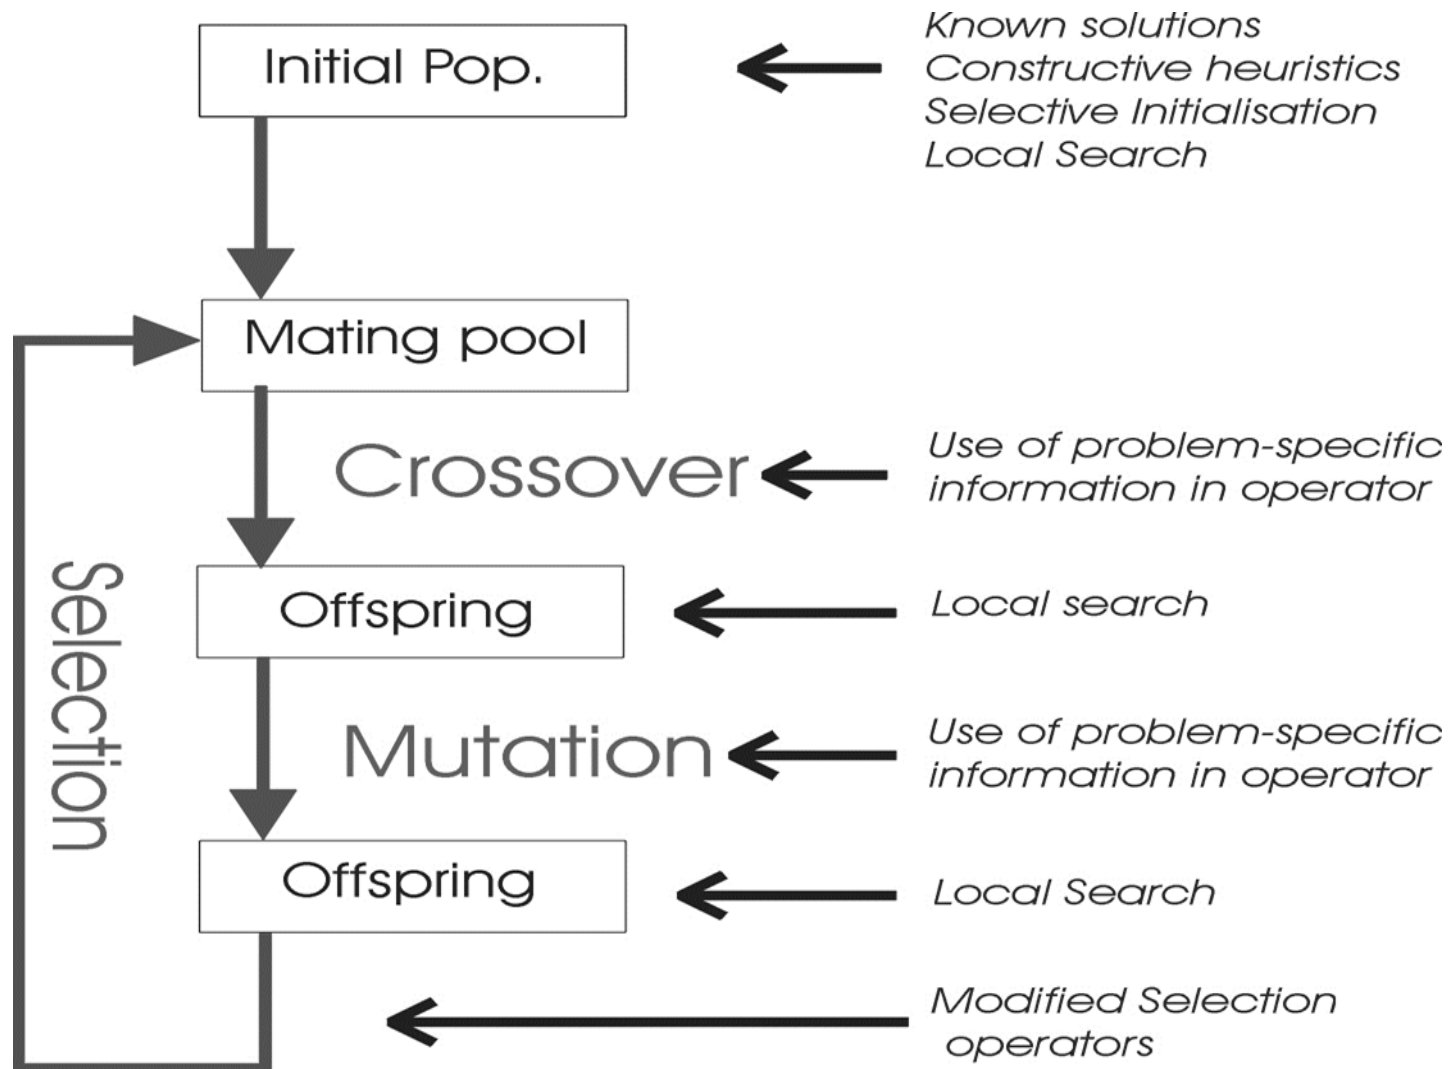 Initial Pop.
Known solutions
Constructive heuristics
Selective Initialisation
Local Search
Mating pool
Crossover
Use of problem-specific
information in operator
Selection
Offspring
Local search
Mutation
Use of problem-specific
information in operator
Offspring
Local Search
Modified Selection
operators